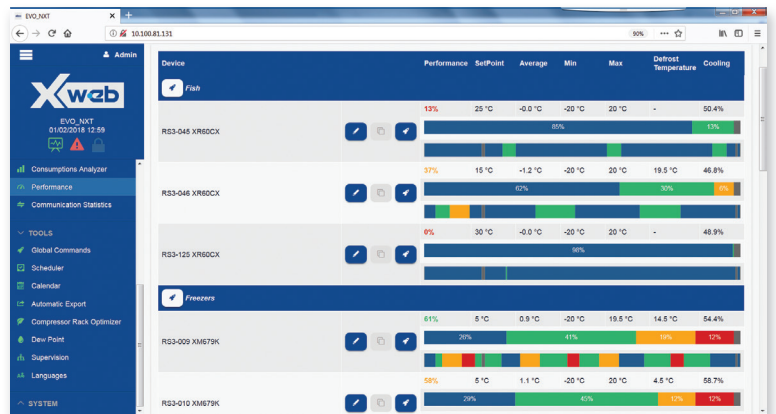 EVO_NXT
10.100.81.131
90%
Admin
Xweb
EVO_NXT
01/02/2018 12:59
Consumptions Analyzer
Performance
Communication Statistics
TOOLS
Global Commands
Scheduler
Calendar
Automatic Export
Compressor Rack Optimizer
Dew Point
Supervision
Languages
SYSTEM
Device Performance SetPoint Average Min Max Defrost Temperature Cooling
Fish
RS3-045 XR60CX
13% 25 °C -0.0 °C -20 °C 20 °C - 50.4%
85% 13%
RS3-046 XR60CX
37% 15 °C -1.2 °C -20 °C 20 °C 19.5 °C 46.8%
62% 30% 6%
RS3-125 XR60CX
0% 30 °C -0.0 °C -20 °C 20 °C - 48.9%
98%
Freezers
RS3-009 XM679K
61% 5 °C 0.9 °C -20 °C 19.5 °C 14.5 °C 54.4%
26% 41% 19% 12%
RS3-010 XM679K
58% 5 °C 1.1 °C -20 °C 20 °C 4.5 °C 58.7%
29% 45% 12% 12%